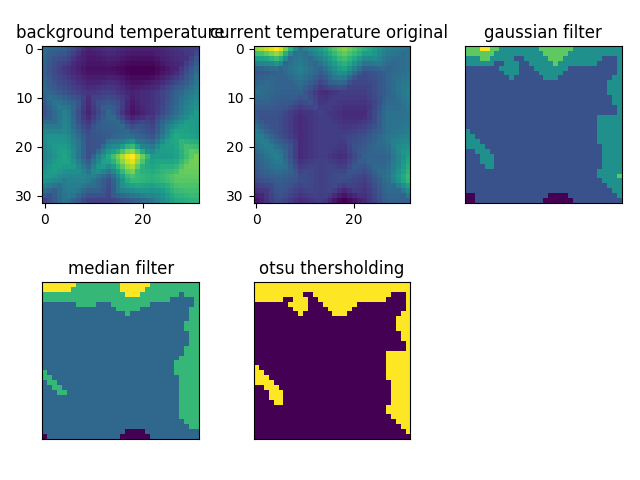 background temperature
current temperature original
gaussian filter
0
10
20
30
0
20
0
10
20
30
0
20
median filter
otsu thersholding